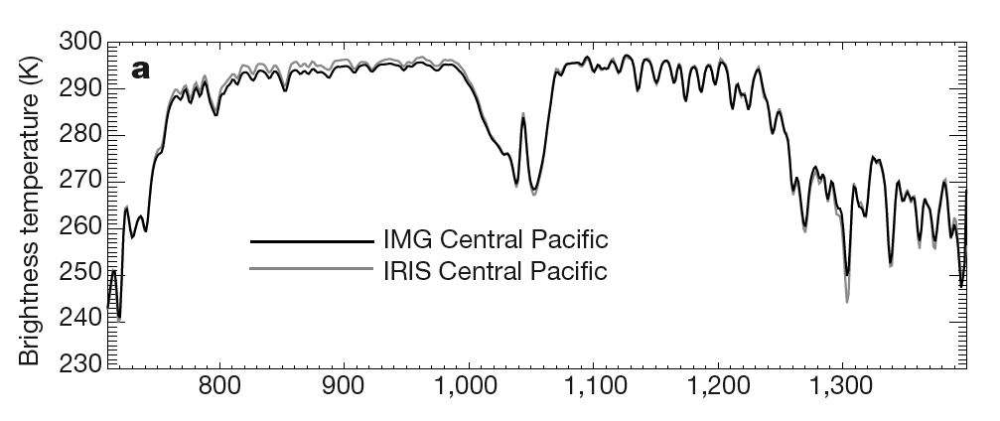 a
Brightness temperature (K)
300
290
280
270
260
250
240
230
IMG Central Pacific
IRIS Central Pacific
800 900 1,000 1,100 1,200 1,300